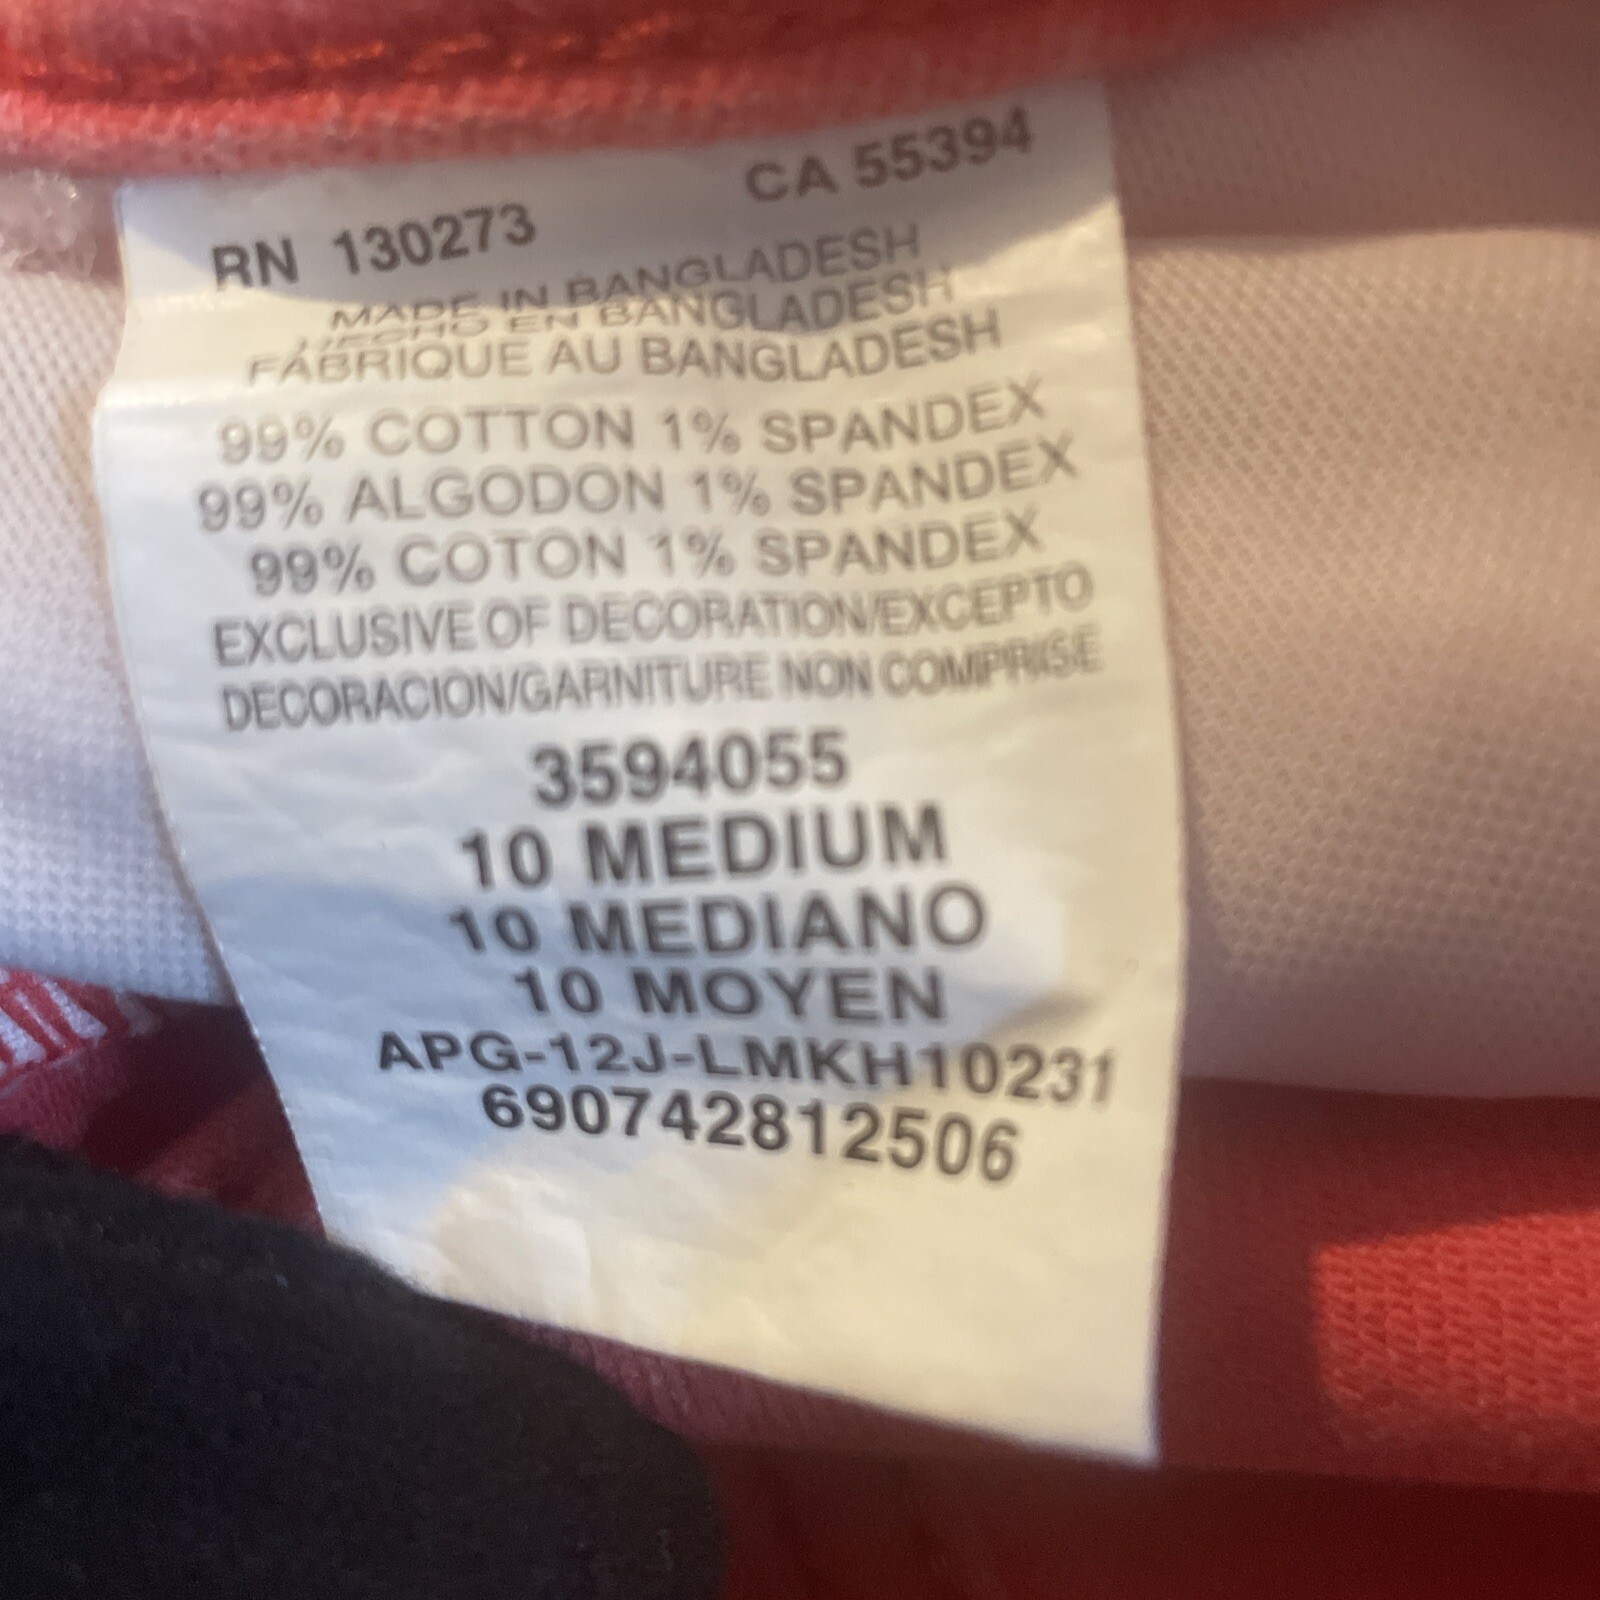 RN 130273 CA 55394
MADE IN BANGLADESH
HECHO EN BANGLADESH
FABRIQUE AU BANGLADESH
99% COTTON 1% SPANDEX
99% ALGODON 1% SPANDEX
99% COTON 1% SPANDEX
EXCLUSIVE OF DECORATION/EXCEPTO
DECORACION/GARNITURE NON COMPRISE
3594055
10 MEDIUM
10 MEDIANO
10 MOYEN
APG-12J-LMKH10231
690742812506